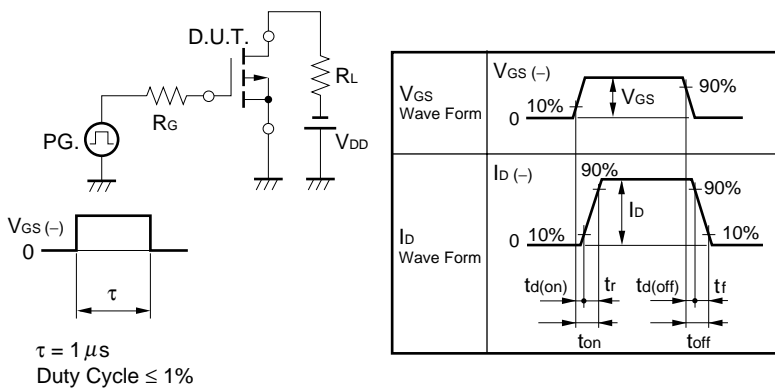 D.U.T.
RL
RG
PG.
VDD
VGS (−)
0
τ
τ = 1 μs
Duty Cycle ≤ 1%
VGS
Wave Form
VGS (−)
10%
0
VGS
90%
ID
Wave Form
ID (−)
90%
0 10%
ID
90%
10%
td(on) tr td(off) tf
ton toff